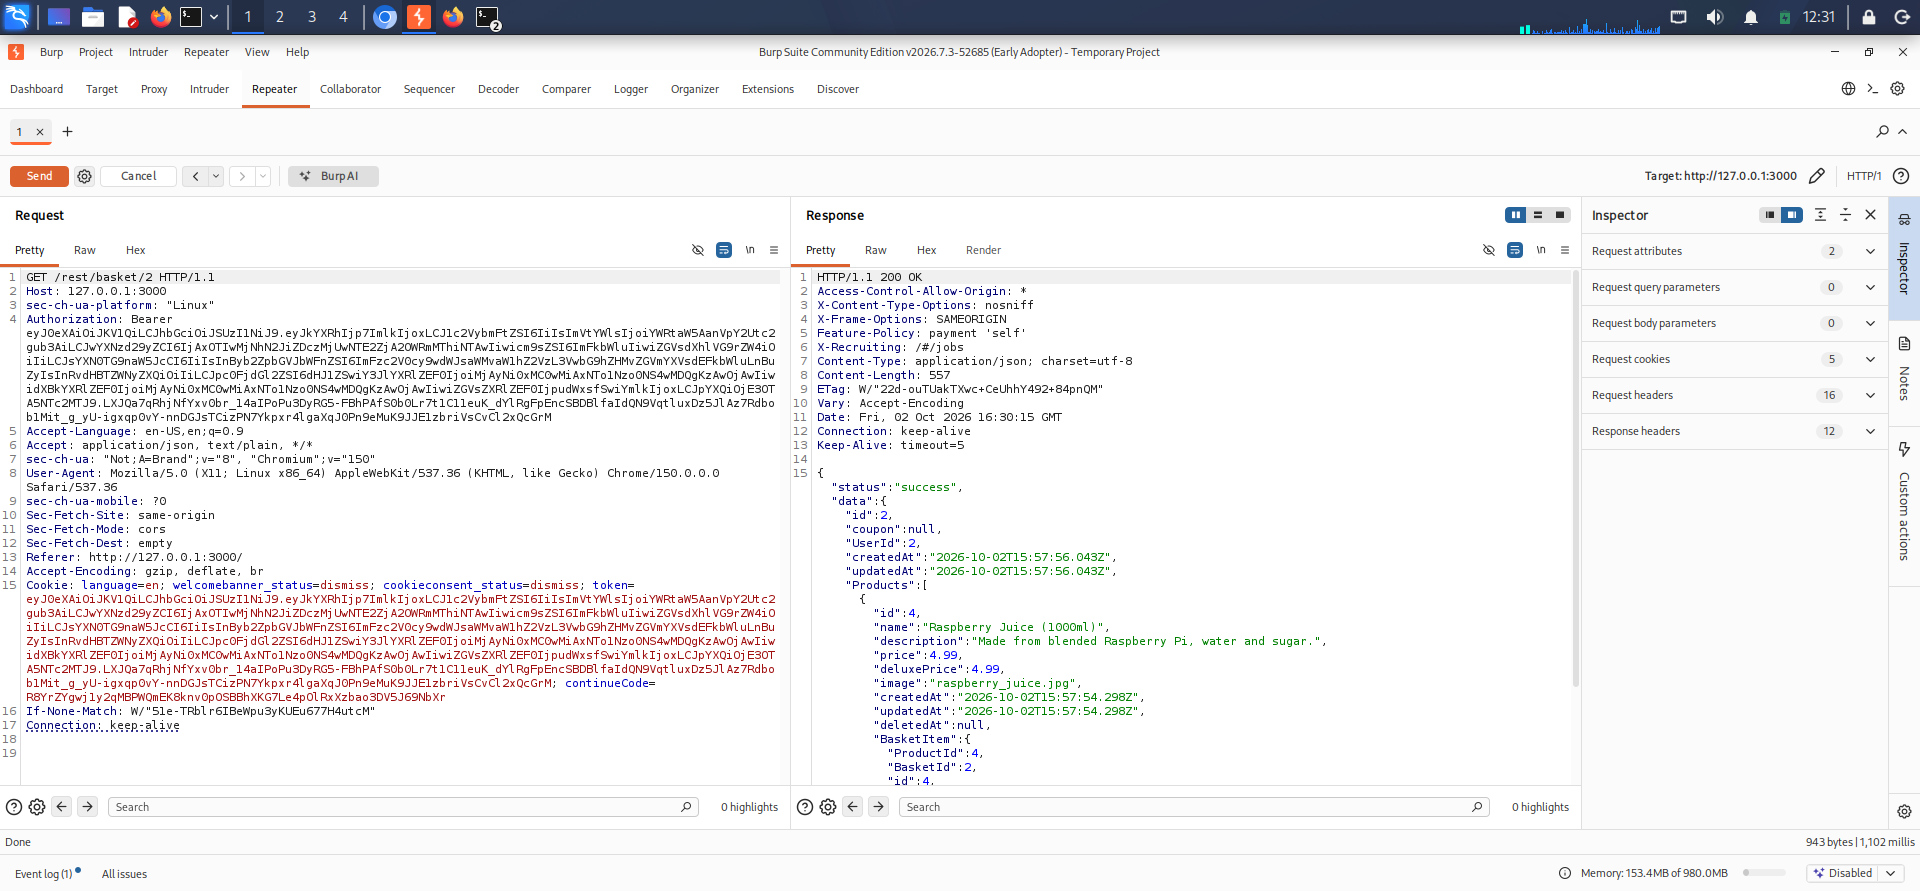 1 2 3 4
2
12:31
Burp Project Intruder Repeater View Help
Burp Suite Community Edition v2026.7.3-52685 (Early Adopter) - Temporary Project
Dashboard Target Proxy Intruder Repeater Collaborator Sequencer Decoder Comparer Logger Organizer Extensions Discover
1
Send Cancel Burp AI
Target: http://127.0.0.1:3000 HTTP/1
Request
Pretty Raw Hex
\n
1 GET /rest/basket/2 HTTP/1.1
2 Host: 127.0.0.1:3000
3 sec-ch-ua-platform: "Linux"
4 Authorization: Bearer
5 Accept-Language: en-US,en;q=0.9
6 Accept: application/json, text/plain, */*
7 sec-ch-ua: "Not;A=Brand";v="8", "Chromium";v="150"
8 User-Agent: Mozilla/5.0 (X11; Linux x86_64) AppleWebKit/537.36 (KHTML, like Gecko) Chrome/150.0.0.0
Safari/537.36
9 sec-ch-ua-mobile: ?0
10 Sec-Fetch-Site: same-origin
11 Sec-Fetch-Mode: cors
12 Sec-Fetch-Dest: empty
13 Referer: http://127.0.0.1:3000/
14 Accept-Encoding: gzip, deflate, br
15 Cookie: language=en; welcomebanner_status=dismiss; cookieconsent_status=dismiss; token=
continueCode=
16 If-None-Match: W/"51e-TRblr6IBeWpu3yKUEu677H4utcM"
17 Connection: keep-alive
18
19
Search
0 highlights
Response
Pretty Raw Hex Render
\n
1 HTTP/1.1 200 OK
2 Access-Control-Allow-Origin: *
3 X-Content-Type-Options: nosniff
4 X-Frame-Options: SAMEORIGIN
5 Feature-Policy: payment 'self'
6 X-Recruiting: /#/jobs
7 Content-Type: application/json; charset=utf-8
8 Content-Length: 557
9 ETag: W/"22d-ouTUakTXwc+CeUhhY492+84pnQM"
10 Vary: Accept-Encoding
11 Date: Fri, 02 Oct 2026 16:30:15 GMT
12 Connection: keep-alive
13 Keep-Alive: timeout=5
14
15 {
"status":"success",
"data":{
"id":2,
"coupon":null,
"UserId":2,
"createdAt":"2026-10-02T15:57:56.043Z",
"updatedAt":"2026-10-02T15:57:56.043Z",
"Products":[
{
"id":4,
"name":"Raspberry Juice (1000ml)",
"description":"Made from blended Raspberry Pi, water and sugar.",
"price":4.99,
"deluxePrice":4.99,
"image":"raspberry_juice.jpg",
"createdAt":"2026-10-02T15:57:54.298Z",
"updatedAt":"2026-10-02T15:57:54.298Z",
"deletedAt":null,
"BasketItem":{
"ProductId":4,
"BasketId":2,
"id":4,
Search
0 highlights
Inspector
Request attributes 2
Request query parameters 0
Request body parameters 0
Request cookies 5
Request headers 16
Response headers 12
Inspector
Notes
Custom actions
Done
943 bytes | 1,102 millis
Event log (1) All issues
Memory: 153.4MB of 980.0MB
Disabled